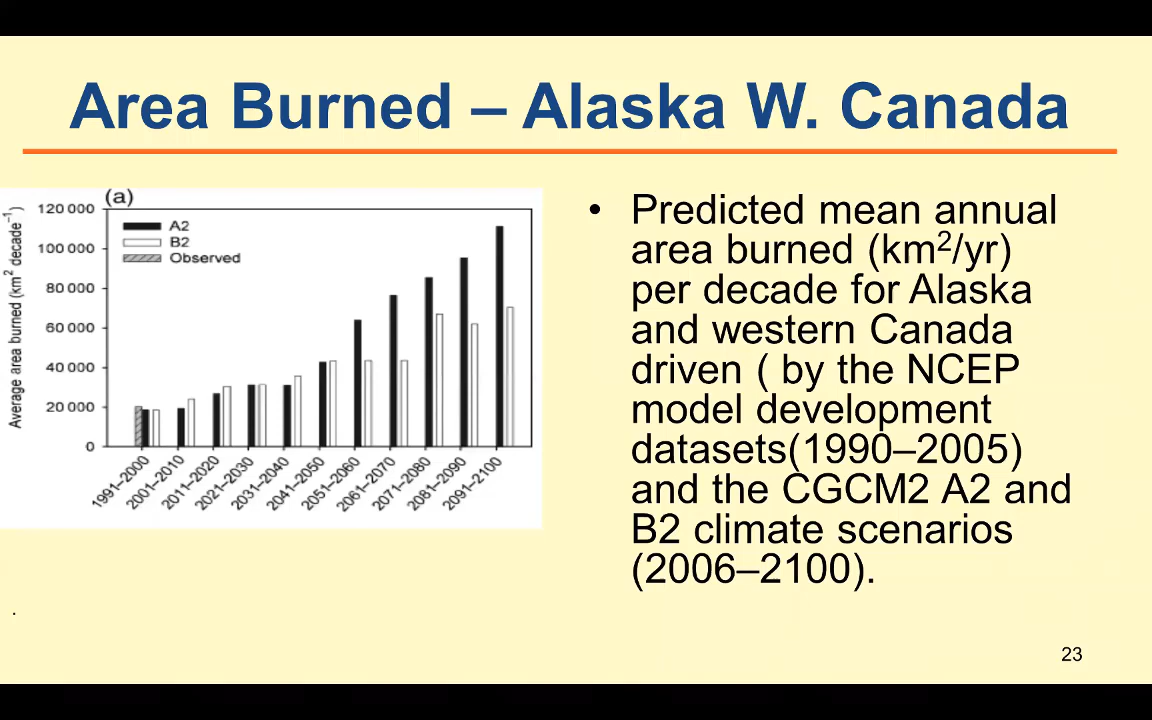 Area Burned – Alaska W. Canada
(a)
Average area burned (km² decade⁻¹)
120 000
100 000
80 000
60 000
40 000
20 000
0
A2
B2
Observed
1991–2000
2001–2010
2011–2020
2021–2030
2031–2040
2041–2050
2051–2060
2061–2070
2071–2080
2081–2090
2091–2100
• Predicted mean annual
area burned (km²/yr)
per decade for Alaska
and western Canada
driven ( by the NCEP
model development
datasets(1990–2005)
and the CGCM2 A2 and
B2 climate scenarios
(2006–2100).
.
23